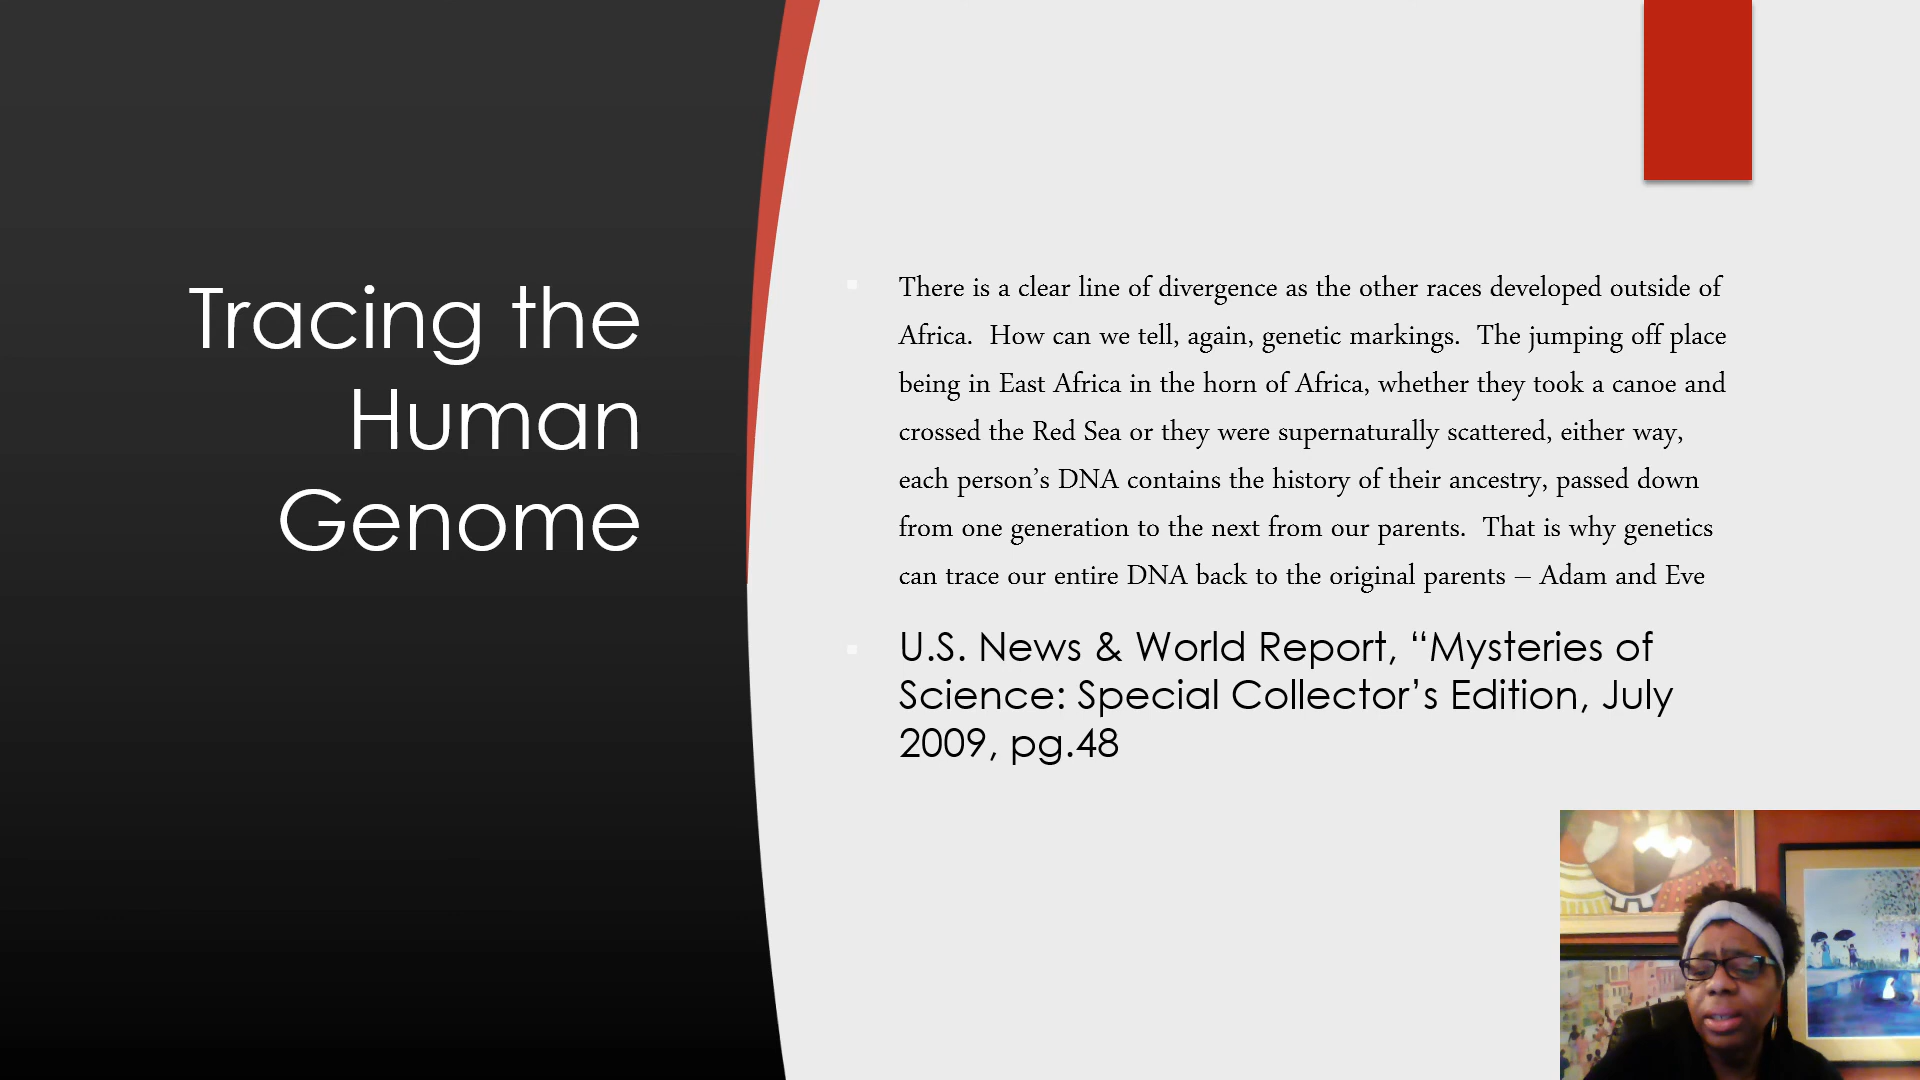 Tracing the
Human
Genome
There is a clear line of divergence as the other races developed outside of
Africa.  How can we tell, again, genetic markings.  The jumping off place
being in East Africa in the horn of Africa, whether they took a canoe and
crossed the Red Sea or they were supernaturally scattered, either way,
each person’s DNA contains the history of their ancestry, passed down
from one generation to the next from our parents.  That is why genetics
can trace our entire DNA back to the original parents – Adam and Eve
U.S. News & World Report, “Mysteries of
Science: Special Collector’s Edition, July
2009, pg.48